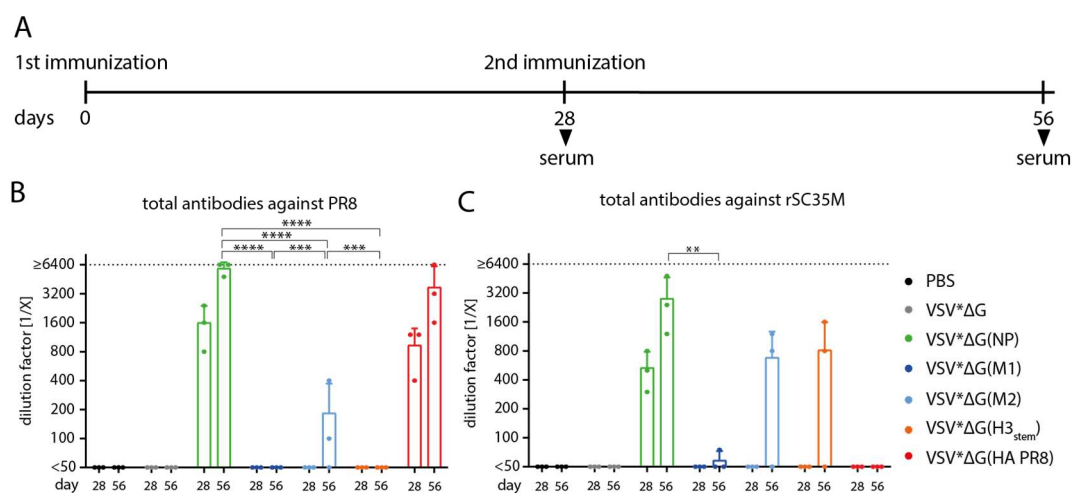 A
1st immunization 2nd immunization
days 0 28 56
serum serum
B
total antibodies against PR8
****
****
**** *** ***
≥6400
3200
1600
800
400
200
100
<50
dilution factor [1/X]
day 28 56 28 56 28 56 28 56 28 56 28 56 28 56
C
total antibodies against rSC35M
**
≥6400
3200
1600
800
400
200
100
<50
dilution factor [1/X]
day 28 56 28 56 28 56 28 56 28 56 28 56 28 56
PBS
VSV*ΔG
VSV*ΔG(NP)
VSV*ΔG(M1)
VSV*ΔG(M2)
VSV*ΔG(H3stem)
VSV*ΔG(HA PR8)